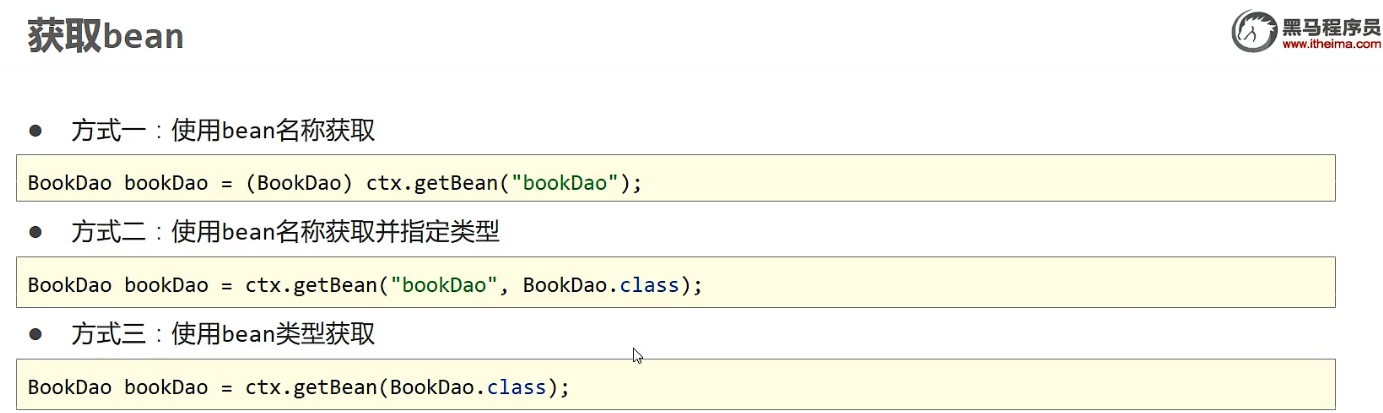 获取bean
黑马程序员
www.itheima.com
● 方式一：使用bean名称获取
BookDao bookDao = (BookDao) ctx.getBean("bookDao");
● 方式二：使用bean名称获取并指定类型
BookDao bookDao = ctx.getBean("bookDao", BookDao.class);
● 方式三：使用bean类型获取
BookDao bookDao = ctx.getBean(BookDao.class);